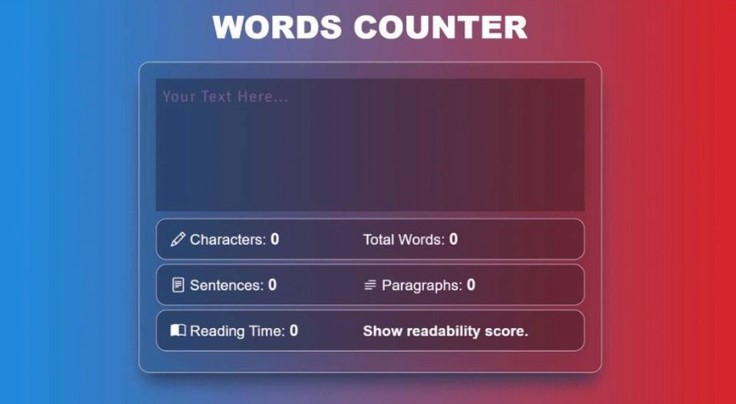 WORDS COUNTER
Your Text Here...
Characters: 0 Total Words: 0
Sentences: 0 Paragraphs: 0
Reading Time: 0 Show readability score.